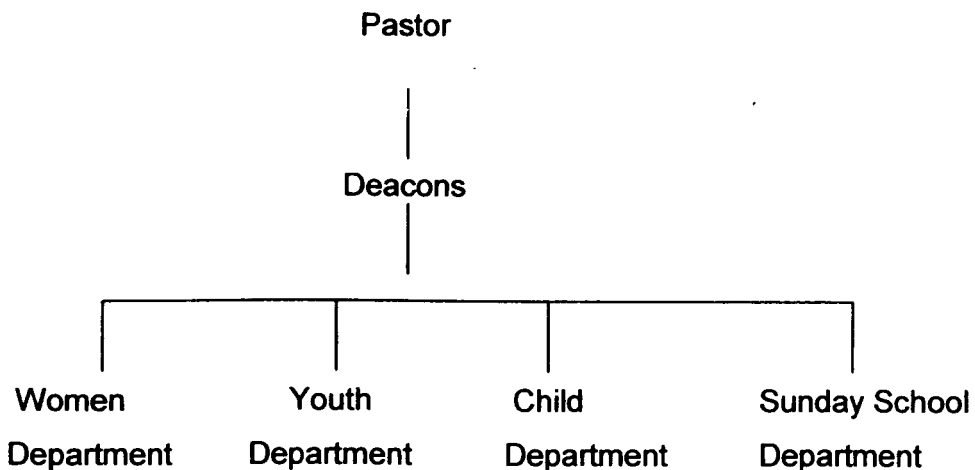 Pastor
Deacons
Women Youth Child Sunday School
Department Department Department Department